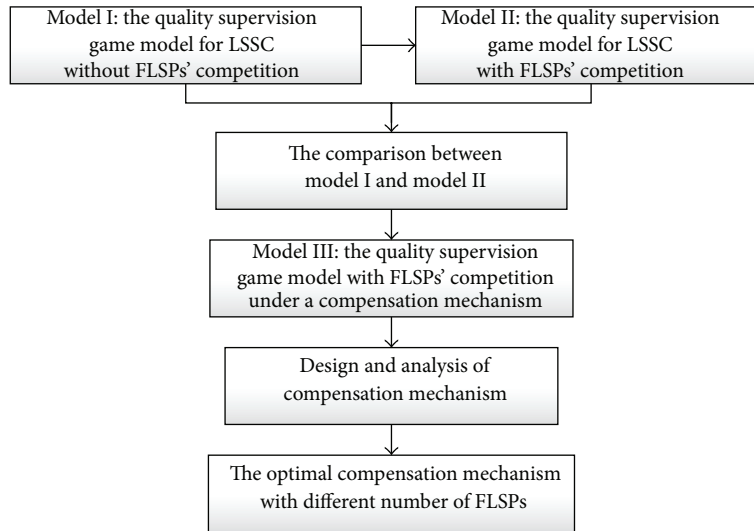 Model I: the quality supervision
game model for LSSC
without FLSPs’ competition
Model II: the quality supervision
game model for LSSC
with FLSPs’ competition
The comparison between
model I and model II
Model III: the quality supervision
game model with FLSPs’ competition
under a compensation mechanism
Design and analysis of
compensation mechanism
The optimal compensation mechanism
with different number of FLSPs